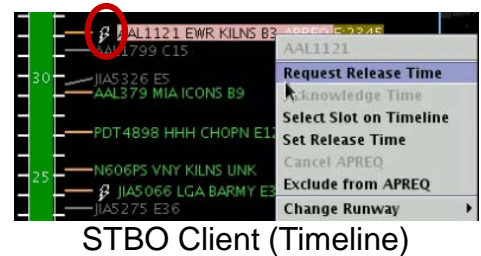 AAL1121 EWR KILNS B3 APREQ E:2345
AAL1799 C15
AAL1121
Request Release Time
30
JIA5326 E5
Acknowledge Time
AAL379 MIA ICONS B9
Select Slot on Timeline
PDT4898 HHH CHOPN E12
Set Release Time
Cancel APREQ
25
N606PS VNY KILNS UNK
Exclude from APREQ
JIA5066 LGA BARMY E3
JIA5275 E36
Change Runway
STBO Client (Timeline)